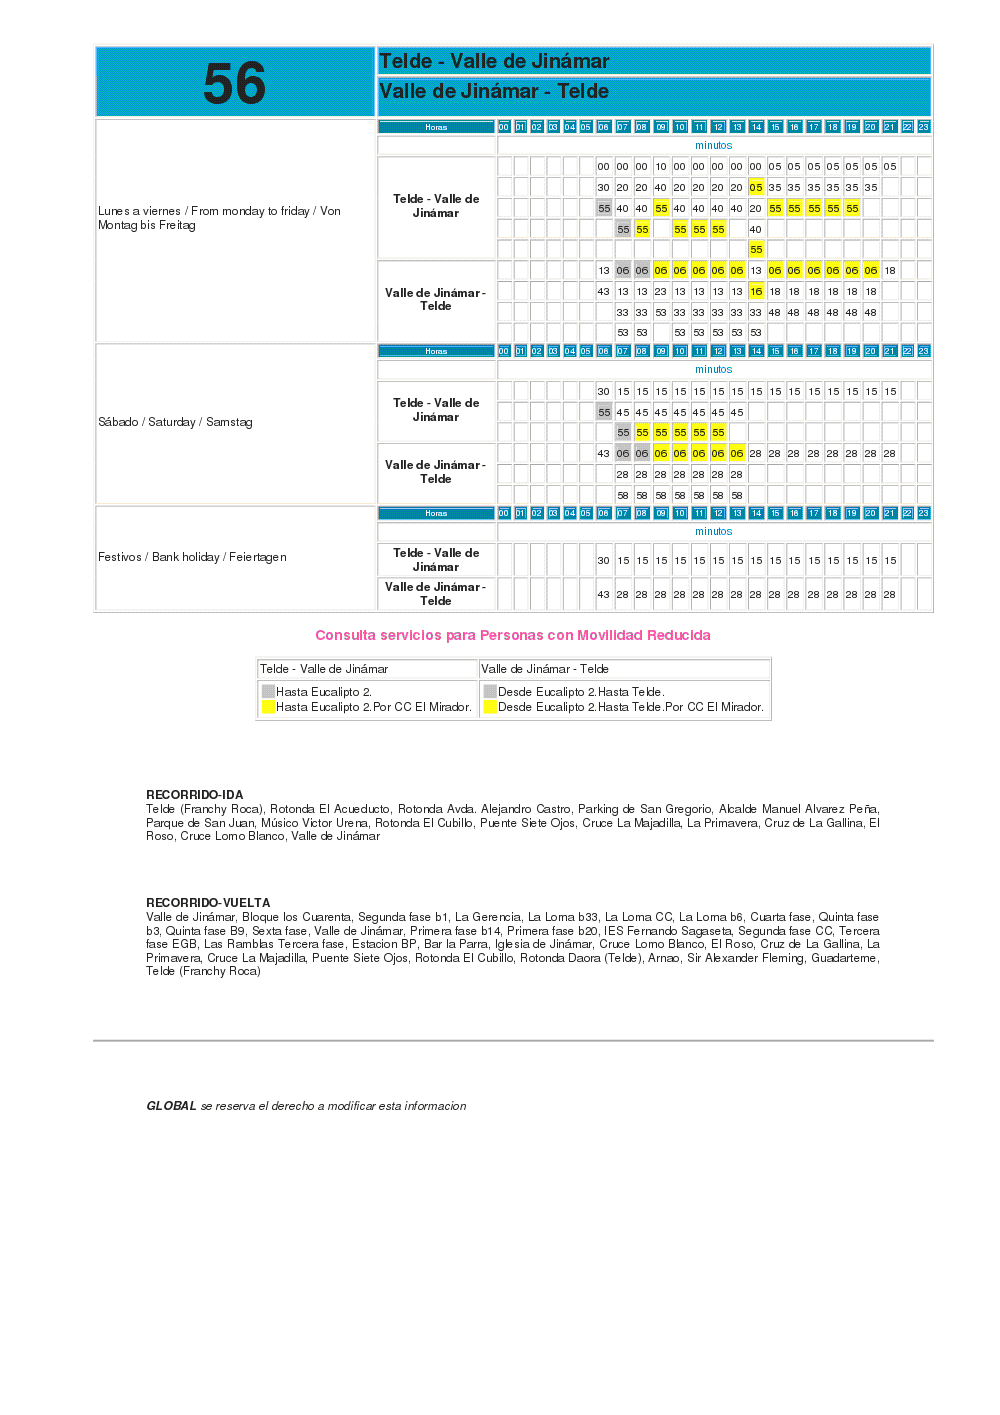 56
Telde - Valle de Jinámar
Valle de Jinámar - Telde
Lunes a viernes / From monday to friday / Von
Montag bis Freitag
Horas 00 01 02 03 04 05 06 07 08 09 10 11 12 13 14 15 16 17 18 19 20 21 22 23
minutos
Telde - Valle de
Jinámar
00 00 00 10 00 00 00 00 00 05 05 05 05 05 05 05
30 20 20 40 20 20 20 20 05 35 35 35 35 35 35
55 40 40 55 40 40 40 40 20 55 55 55 55 55
55 55 55 55 55 40
55
Valle de Jinámar -
Telde
13 06 06 06 06 06 06 06 13 06 06 06 06 06 06 18
43 13 13 23 13 13 13 13 16 18 18 18 18 18 18
33 33 53 33 33 33 33 33 48 48 48 48 48 48
53 53 53 53 53 53 53
Sábado / Saturday / Samstag
Horas 00 01 02 03 04 05 06 07 08 09 10 11 12 13 14 15 16 17 18 19 20 21 22 23
minutos
Telde - Valle de
Jinámar
30 15 15 15 15 15 15 15 15 15 15 15 15 15 15 15
55 45 45 45 45 45 45 45
55 55 55 55 55 55
Valle de Jinámar -
Telde
43 06 06 06 06 06 06 06 28 28 28 28 28 28 28 28
28 28 28 28 28 28 28
58 58 58 58 58 58 58
Festivos / Bank holiday / Feiertagen
Horas 00 01 02 03 04 05 06 07 08 09 10 11 12 13 14 15 16 17 18 19 20 21 22 23
minutos
Telde - Valle de
Jinámar
30 15 15 15 15 15 15 15 15 15 15 15 15 15 15 15
Valle de Jinámar -
Telde
43 28 28 28 28 28 28 28 28 28 28 28 28 28 28 28
Consulta servicios para Personas con Movilidad Reducida
Telde - Valle de Jinámar Valle de Jinámar - Telde
Hasta Eucalipto 2. Desde Eucalipto 2.Hasta Telde.
Hasta Eucalipto 2.Por CC El Mirador. Desde Eucalipto 2.Hasta Telde.Por CC El Mirador.
RECORRIDO-IDA
Telde (Franchy Roca), Rotonda El Acueducto, Rotonda Avda. Alejandro Castro, Parking de San Gregorio, Alcalde Manuel Alvarez Peña,
Parque de San Juan, Músico Victor Urena, Rotonda El Cubillo, Puente Siete Ojos, Cruce La Majadilla, La Primavera, Cruz de La Gallina, El
Roso, Cruce Lomo Blanco, Valle de Jinámar
RECORRIDO-VUELTA
Valle de Jinámar, Bloque los Cuarenta, Segunda fase b1, La Gerencia, La Loma b33, La Loma CC, La Loma b6, Cuarta fase, Quinta fase
b3, Quinta fase B9, Sexta fase, Valle de Jinámar, Primera fase b14, Primera fase b20, IES Fernando Sagaseta, Segunda fase CC, Tercera
fase EGB, Las Ramblas Tercera fase, Estacion BP, Bar la Parra, Iglesia de Jinámar, Cruce Lomo Blanco, El Roso, Cruz de La Gallina, La
Primavera, Cruce La Majadilla, Puente Siete Ojos, Rotonda El Cubillo, Rotonda Daora (Telde), Arnao, Sir Alexander Fleming, Guadarteme,
Telde (Franchy Roca)
GLOBAL se reserva el derecho a modificar esta informacion